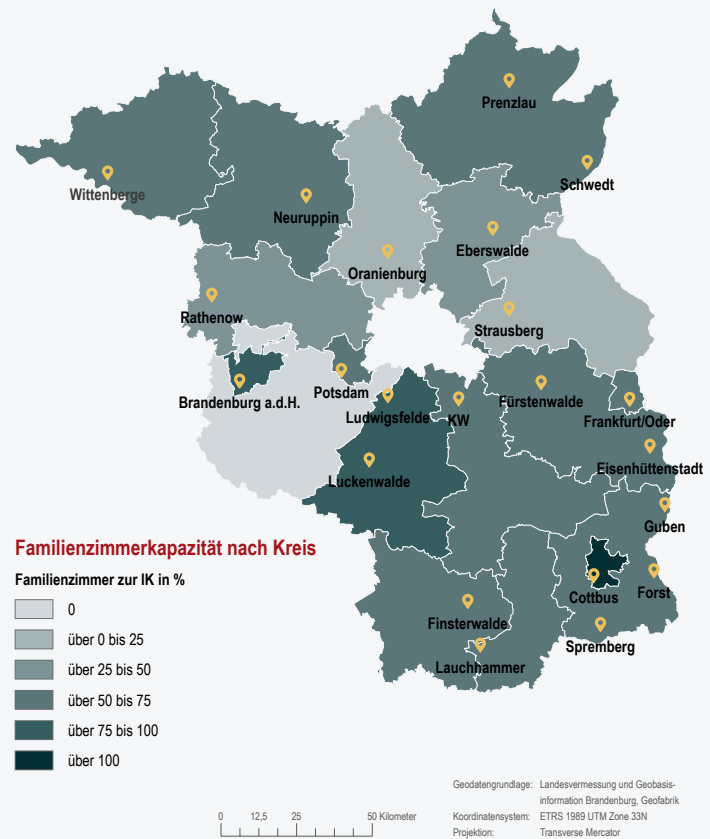 Prenzlau
Schwedt
Wittenberge
Neuruppin
Eberswalde
Oranienburg
Rathenow
Strausberg
Potsdam
Brandenburg a.d.H.
Ludwigsfelde
KW
Fürstenwalde
Frankfurt/Oder
Eisenhüttenstadt
Luckenwalde
Guben
Familienzimmerkapazität nach Kreis
Familienzimmer zur IK in %
0
über 0 bis 25
über 25 bis 50
über 50 bis 75
über 75 bis 100
über 100
Cottbus
Forst
Finsterwalde
Spremberg
Lauchhammer
Geodatengrundlage: Landesvermessung und Geobasis-
information Brandenburg, Geofabrik
Koordinatensystem: ETRS 1989 UTM Zone 33N
Projektion: Transverse Mercator
0 12,5 25 50 Kilometer